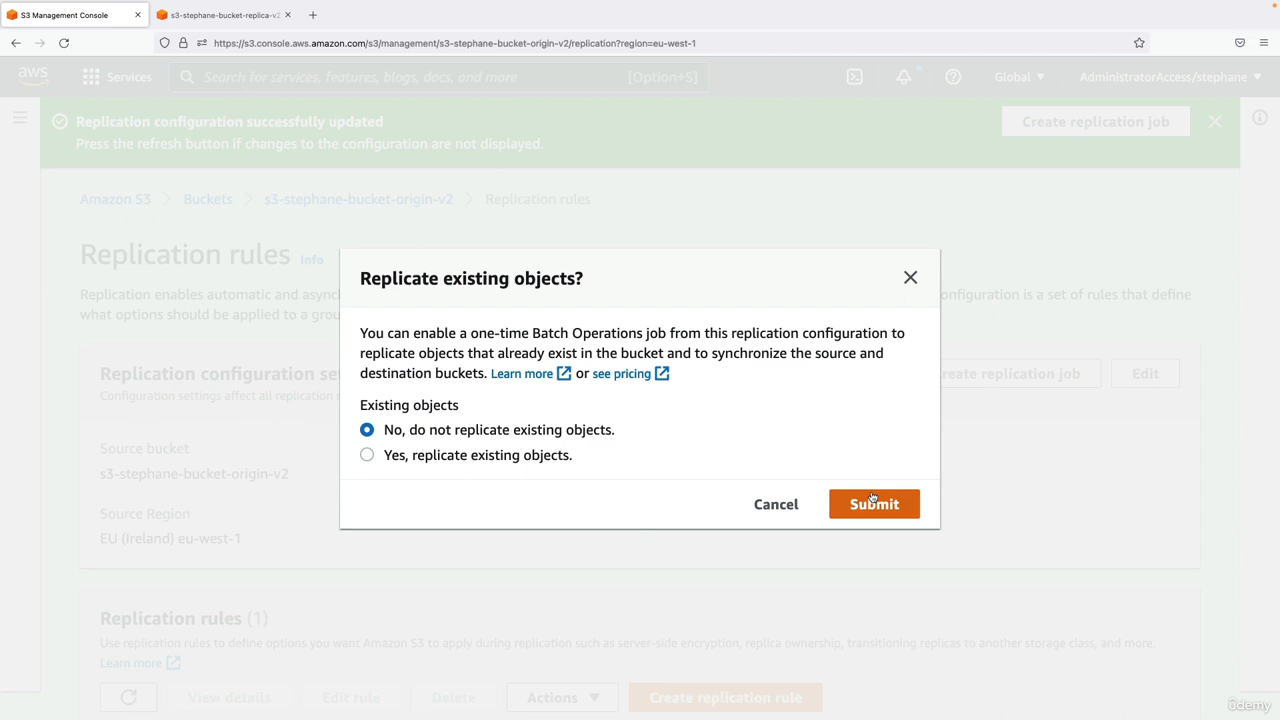 S3 Management Console
s3-stephane-bucket-replica-v2
https://s3.console.aws.amazon.com/s3/management/s3-stephane-bucket-origin-v2/replication?region=eu-west-1
aws
Services
Search for services, features, blogs, docs, and more
[Option+S]
Global
AdministratorAccess/stephane
Replication configuration successfully updated
Press the refresh button if changes to the configuration are not displayed.
Create replication job
Amazon S3
Buckets
s3-stephane-bucket-origin-v2
Replication rules
Replication rules Info
Replication enables automatic and async
onfiguration is a set of rules that define
what options should be applied to a grou
Replicate existing objects?
You can enable a one-time Batch Operations job from this replication configuration to
replicate objects that already exist in the bucket and to synchronize the source and
destination buckets. Learn more or see pricing
Existing objects
No, do not replicate existing objects.
Yes, replicate existing objects.
Cancel
Submit
Replication configuration se
Configuration settings affect all replication
reate replication job
Edit
Source bucket
s3-stephane-bucket-origin-v2
Source Region
EU (Ireland) eu-west-1
Replication rules (1)
Use replication rules to define options you want Amazon S3 to apply during replication such as server-side encryption, replica ownership, transitioning replicas to another storage class, and more.
Learn more
View details
Edit rule
Delete
Actions
Create replication rule
ûdemy